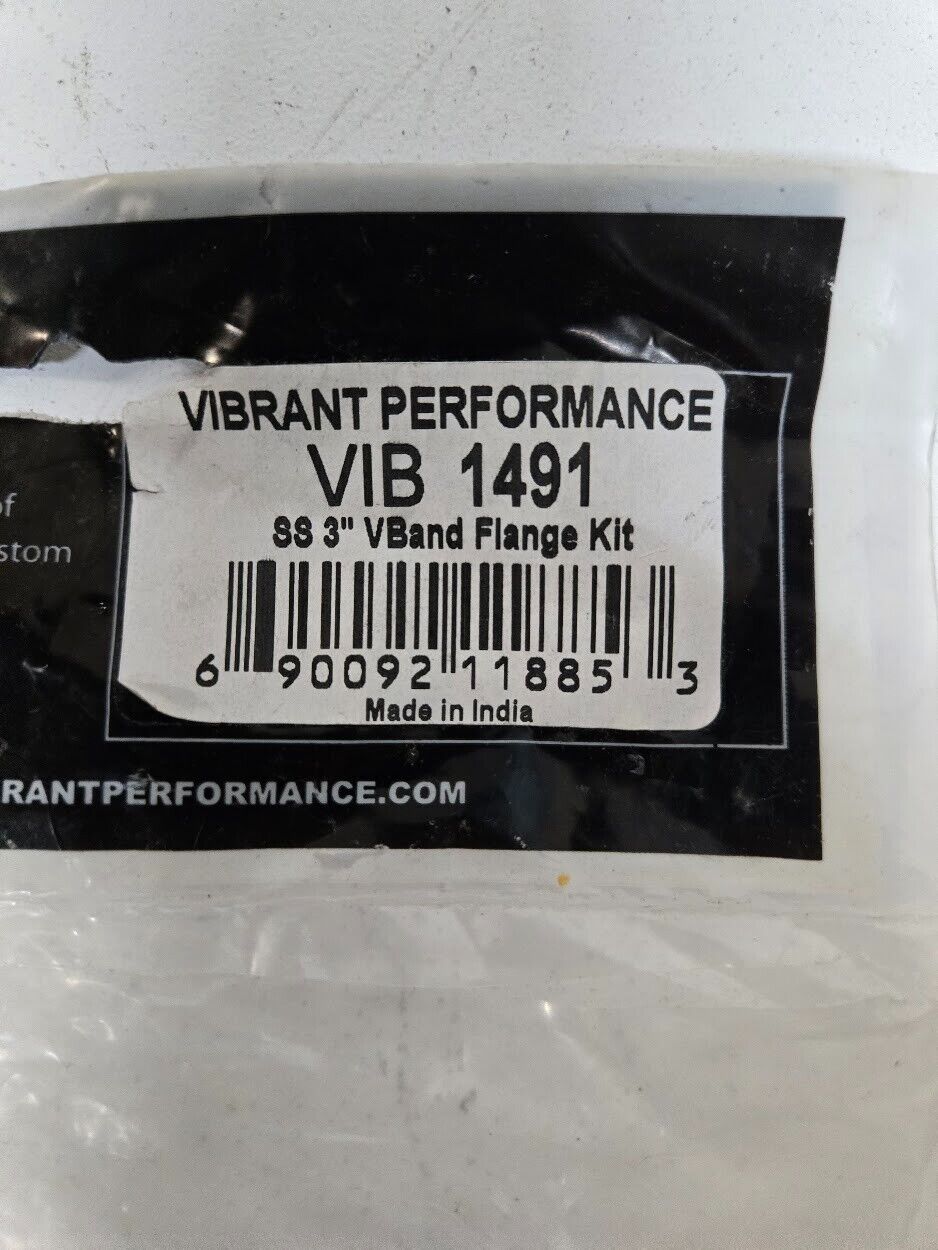 VIBRANT PERFORMANCE
VIB 1491
SS 3" VBand Flange Kit
of
stom
6 90092 11885 3
Made in India
RANTPERFORMANCE.COM